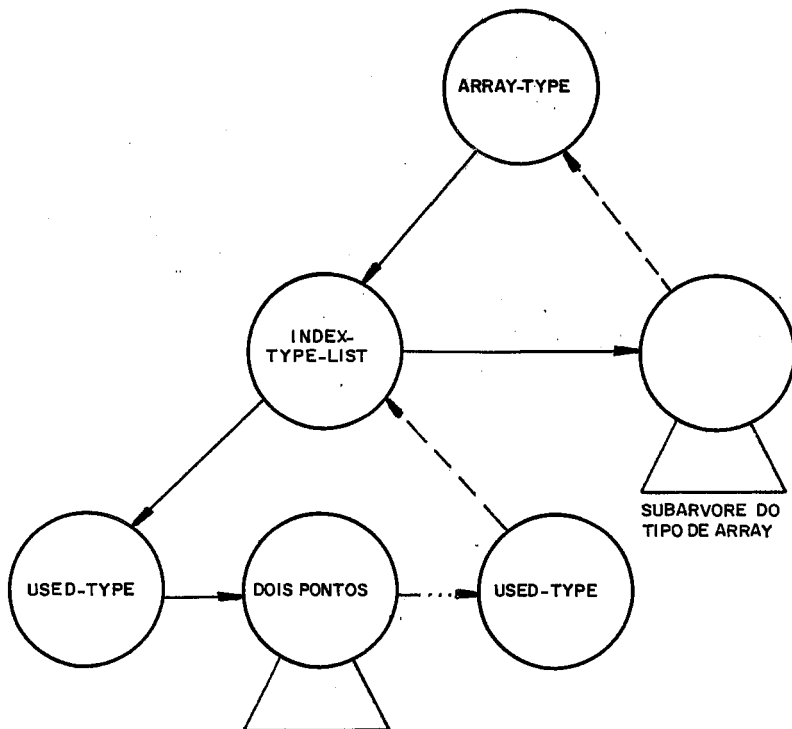 ARRAY-TYPE
INDEX-
TYPE-LIST
SUBARVORE DO
TIPO DE ARRAY
USED-TYPE
DOIS PONTOS
USED-TYPE